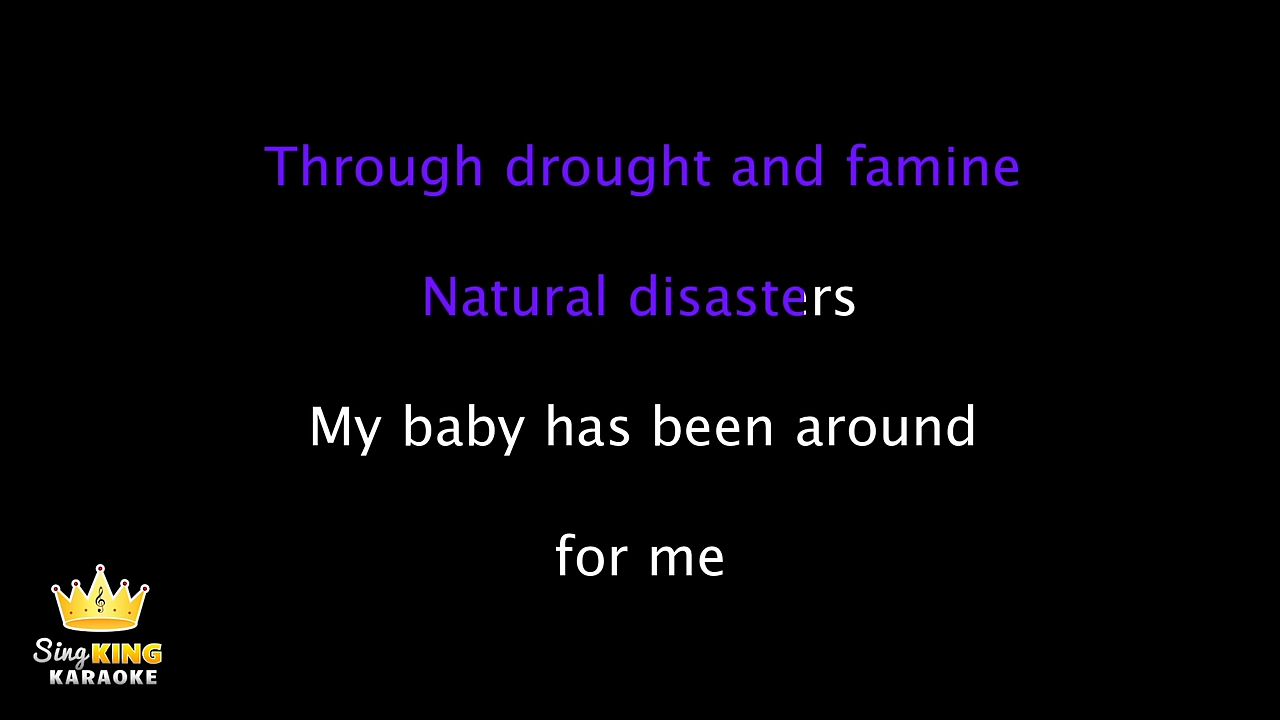 Through drought and famine
Natural disasters
My baby has been around
for me
Sing KING
KARAOKE